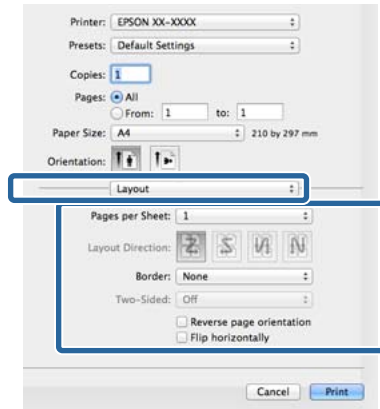 Printer: EPSON XX-XXXX
Presets: Default Settings
Copies: 1
Pages: All
From: 1 to: 1
Paper Size: A4 210 by 297 mm
Orientation:
Layout
Pages per Sheet: 1
Layout Direction:
Border: None
Two-Sided: Off
Reverse page orientation
Flip horizontally
Cancel Print